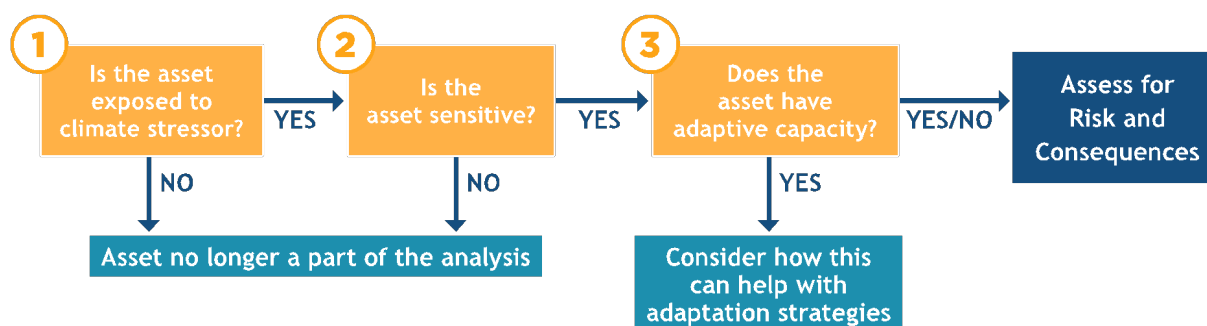 1
Is the asset
exposed to
climate stressor?
YES
NO
2
Is the
asset sensitive?
YES
NO
3
Does the
asset have
adaptive capacity?
YES/NO
YES
Assess for
Risk and
Consequences
Asset no longer a part of the analysis
Consider how this
can help with
adaptation strategies